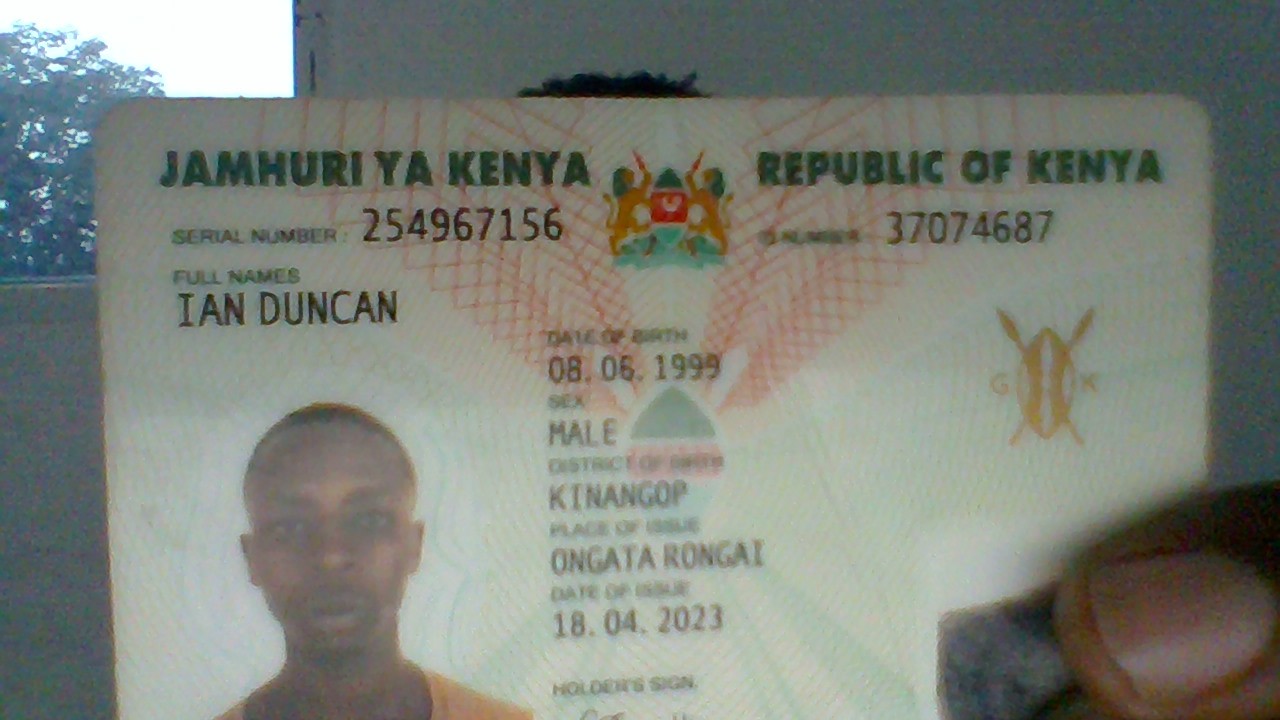 JAMHURI YA KENYA REPUBLIC OF KENYA
SERIAL NUMBER: 254967156 ID NUMBER: 37074687
FULL NAMES
IAN DUNCAN
DATE OF BIRTH
08. 06. 1999
SEX
MALE
DISTRICT OF BIRTH
KINANGOP
PLACE OF ISSUE
ONGATA RONGAI
DATE OF ISSUE
18. 04. 2023
HOLDER'S SIGN.
G K